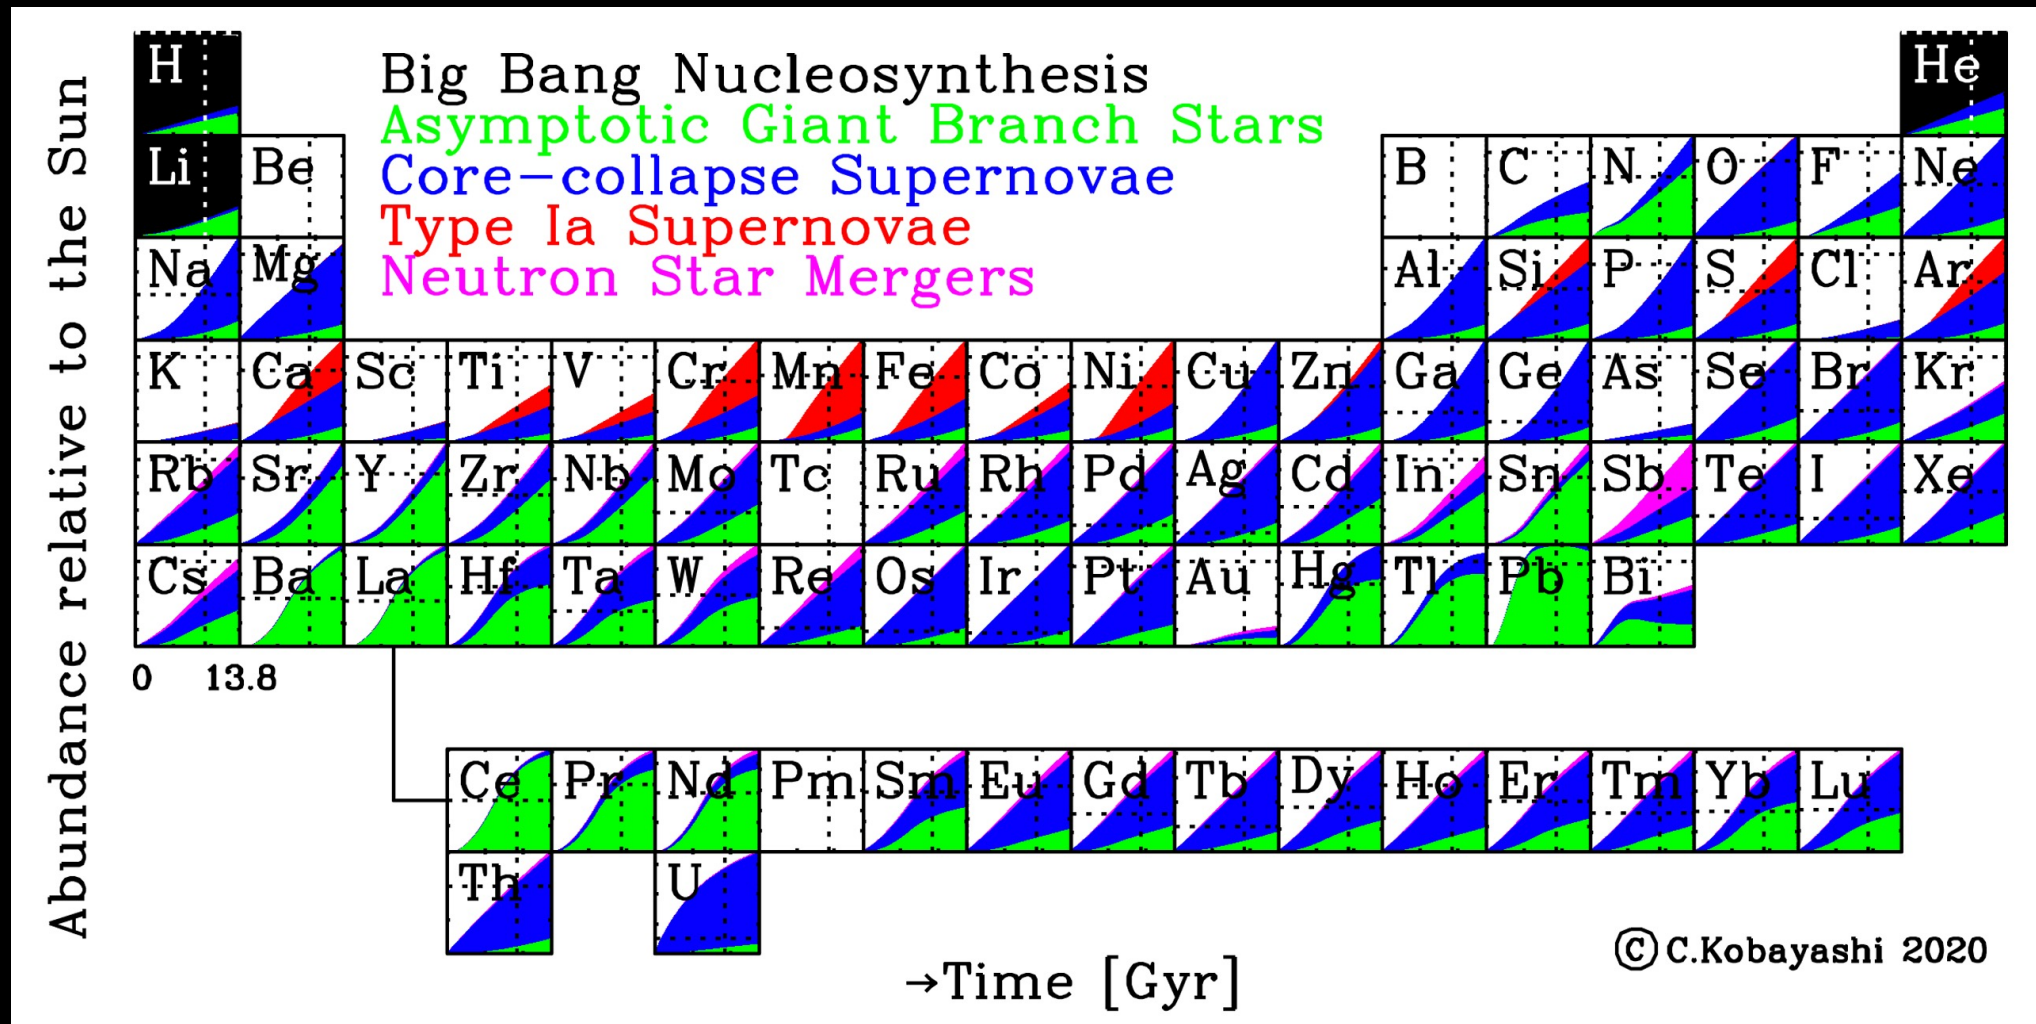 Abundance relative to the Sun
H He
Big Bang Nucleosynthesis
Asymptotic Giant Branch Stars
Core-collapse Supernovae
Type Ia Supernovae
Neutron Star Mergers
Li Be B C N O F Ne
Na Mg Al Si P S Cl Ar
K Ca Sc Ti V Cr Mn Fe Co Ni Cu Zn Ga Ge As Se Br Kr
Rb Sr Y Zr Nb Mo Tc Ru Rh Pd Ag Cd In Sn Sb Te I Xe
Cs Ba La Hf Ta W Re Os Ir Pt Au Hg Tl Pb Bi
0 13.8
Ce Pr Nd Pm Sm Eu Gd Tb Dy Ho Er Tm Yb Lu
Th U
→Time [Gyr]
©C.Kobayashi 2020